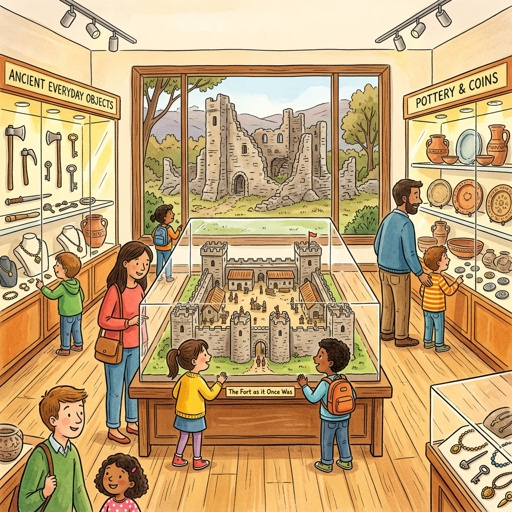 ANCIENT EVERYDAY OBJECTS
POTTERY & COINS
The Fort as it Once Was